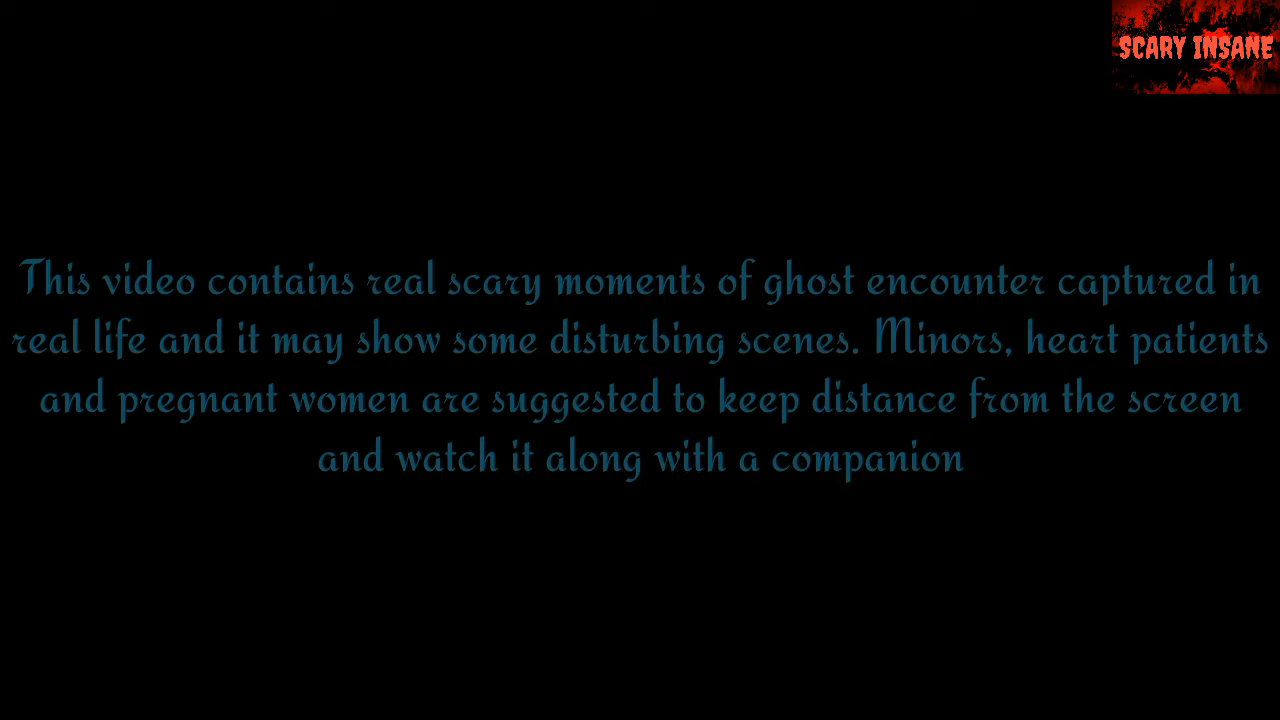 SCARY INSANE
This video contains real scary moments of ghost encounter captured in
real life and it may show some disturbing scenes. Minors, heart patients
and pregnant women are suggested to keep distance from the screen
and watch it along with a companion